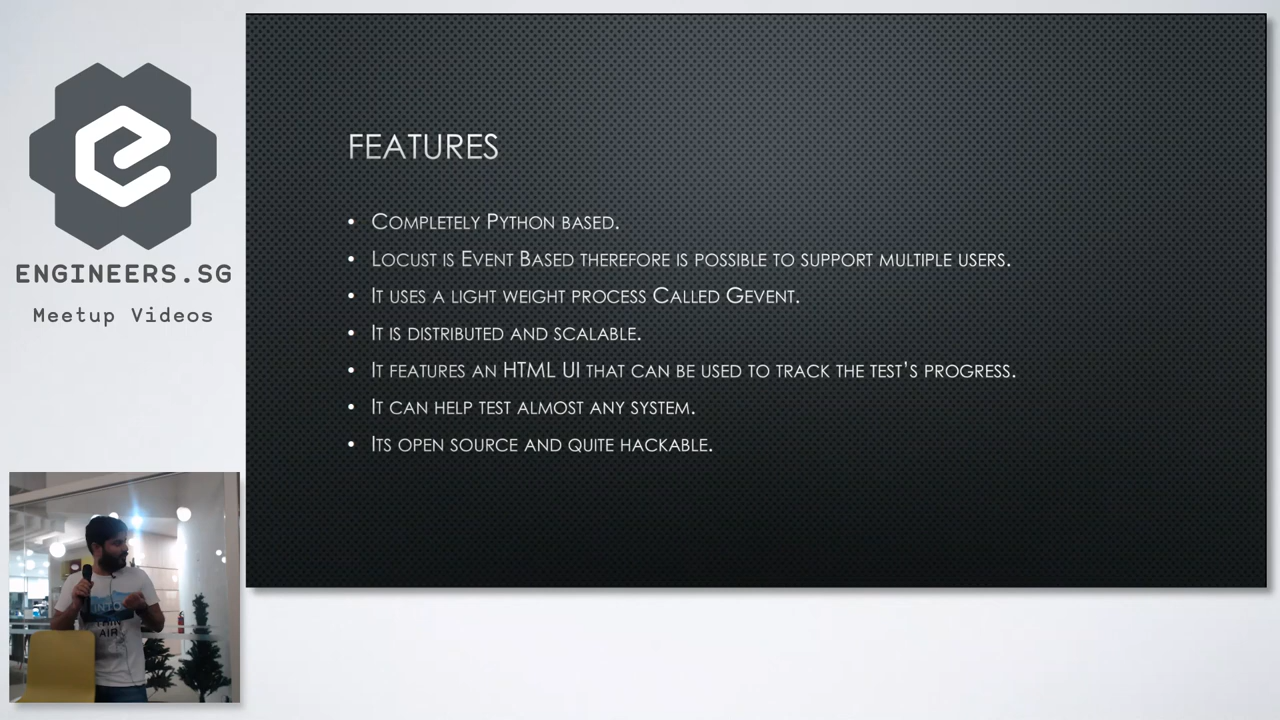 ENGINEERS.SG
Meetup Videos
FEATURES
• Completely Python based.
• Locust is Event Based therefore is possible to support multiple users.
• It uses a light weight process Called Gevent.
• It is distributed and scalable.
• It features an HTML UI that can be used to track the test's progress.
• It can help test almost any system.
• Its open source and quite hackable.
INTO
THIN
AIR